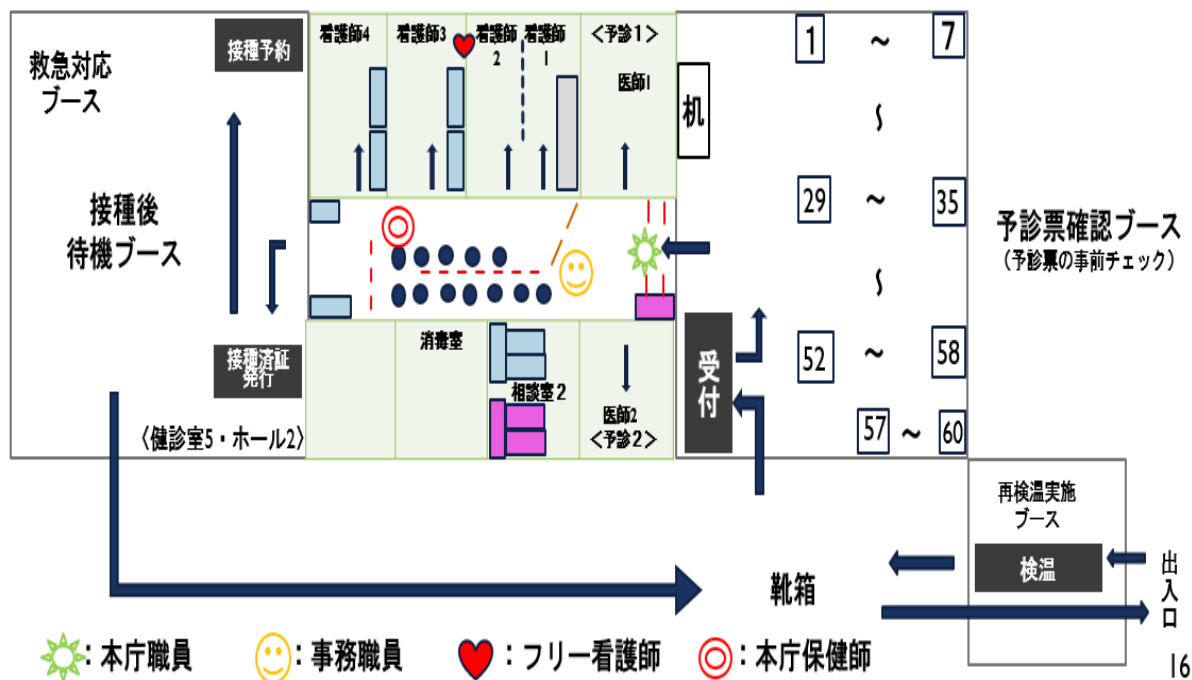 救急対応
ブース
接種予約
看護師4
看護師3
看護師
2
看護師
1
<予診1>
医師1
机
1
～
7
～
29
～
35
～
52
～
58
57
～
60
予診票確認ブース
(予診票の事前チェック)
接種後
待機ブース
接種済証
発行
〈健診室5・ホール2〉
消毒室
相談室2
医師2
<予診2>
受付
再検温実施
ブース
検温
出入口
靴箱
：本庁職員
：事務職員
：フリー看護師
：本庁保健師
16